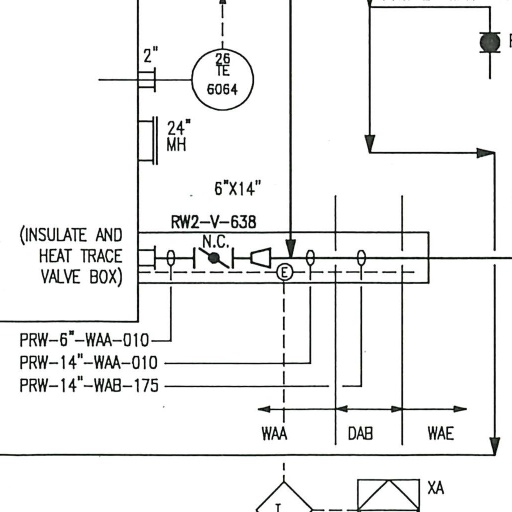 2"
26
TE
6064
24"
MH
6"X14"
RW2-V-638
N.C.
(INSULATE AND
HEAT TRACE
VALVE BOX)
E
PRW-6"-WAA-010
PRW-14"-WAA-010
PRW-14"-WAB-175
WAA
DAB
WAE
XA